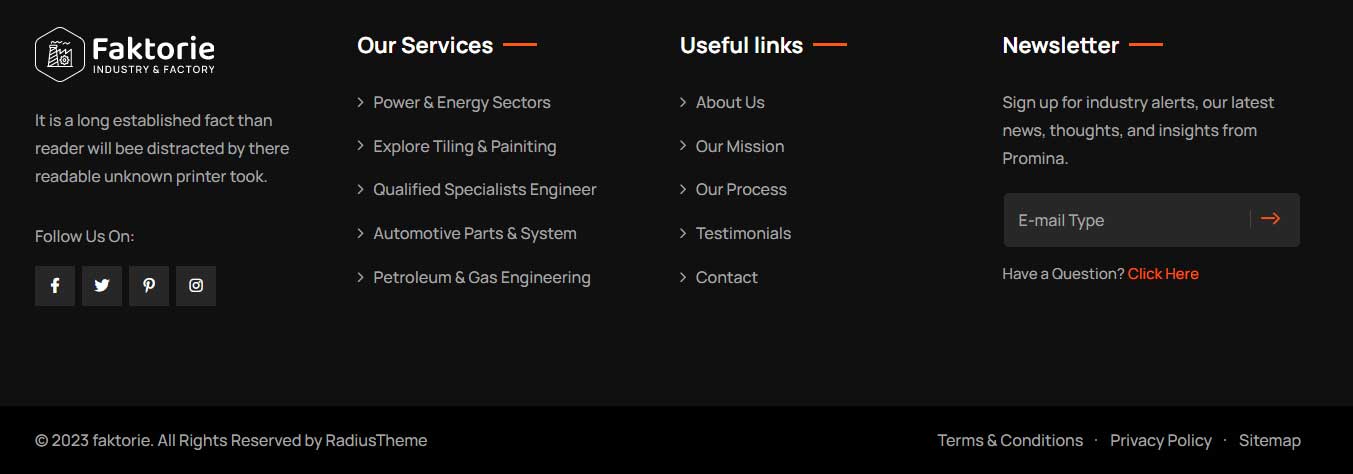 Faktorie
INDUSTRY & FACTORY
It is a long established fact than
reader will bee distracted by there
readable unknown printer took.
Follow Us On:
Our Services
Power & Energy Sectors
Explore Tiling & Painiting
Qualified Specialists Engineer
Automotive Parts & System
Petroleum & Gas Engineering
Useful links
About Us
Our Mission
Our Process
Testimonials
Contact
Newsletter
Sign up for industry alerts, our latest
news, thoughts, and insights from
Promina.
E-mail Type
Have a Question? Click Here
© 2023 faktorie. All Rights Reserved by RadiusTheme
Terms & Conditions · Privacy Policy · Sitemap